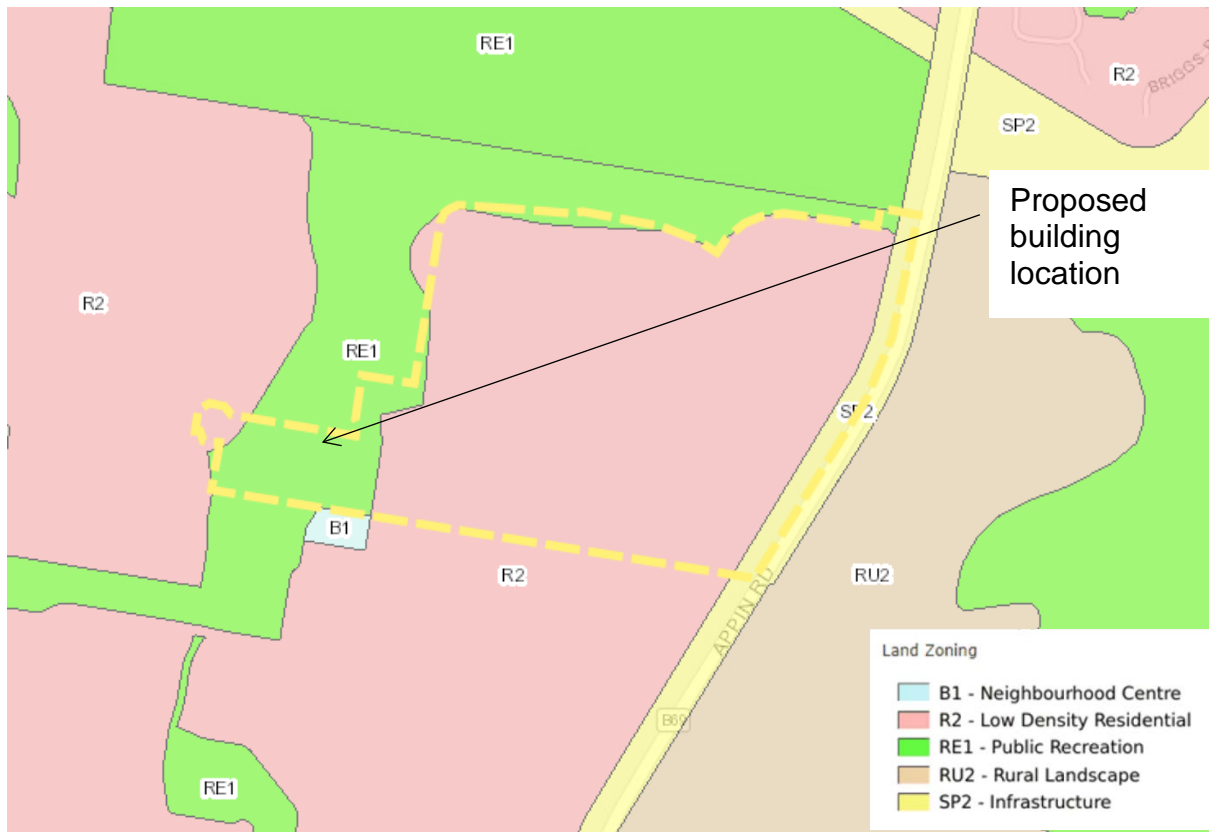 RE1
R2
BRIGGS
SP2
Proposed
building
location
R2
RE1
SP2
B1
R2
RU2
APPIN RD
B69
RE1
Land Zoning
B1 - Neighbourhood Centre
R2 - Low Density Residential
RE1 - Public Recreation
RU2 - Rural Landscape
SP2 - Infrastructure